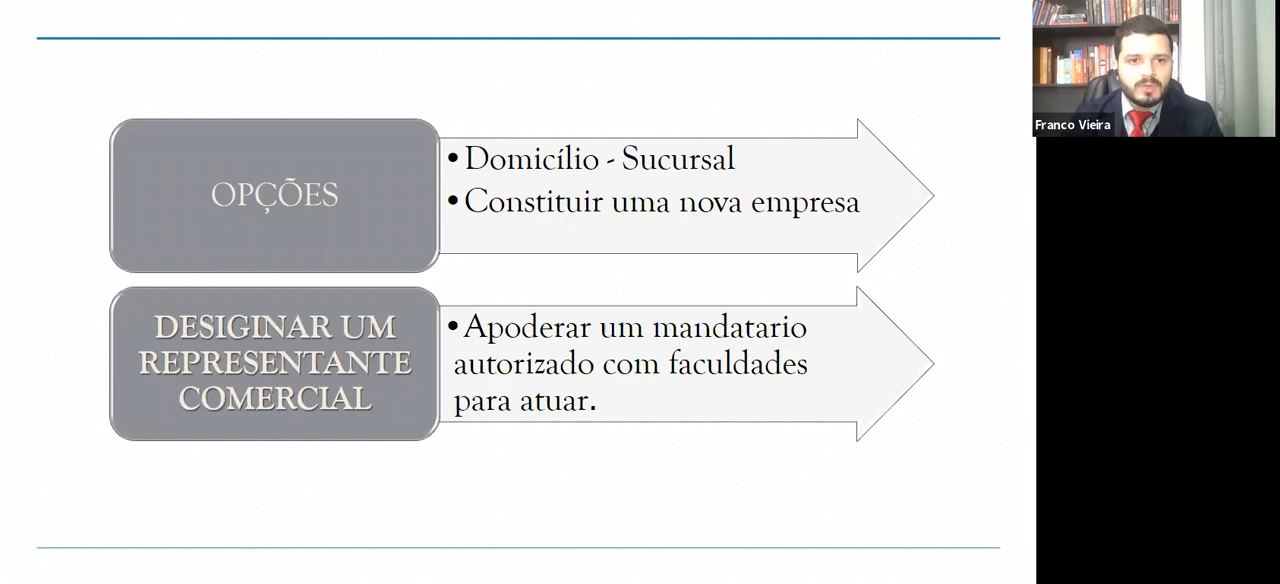 OPÇÕES
• Domicílio - Sucursal
• Constituir uma nova empresa
DESIGINAR UM
REPRESENTANTE
COMERCIAL
• Apoderar um mandatario
autorizado com faculdades
para atuar.
Franco Vieira